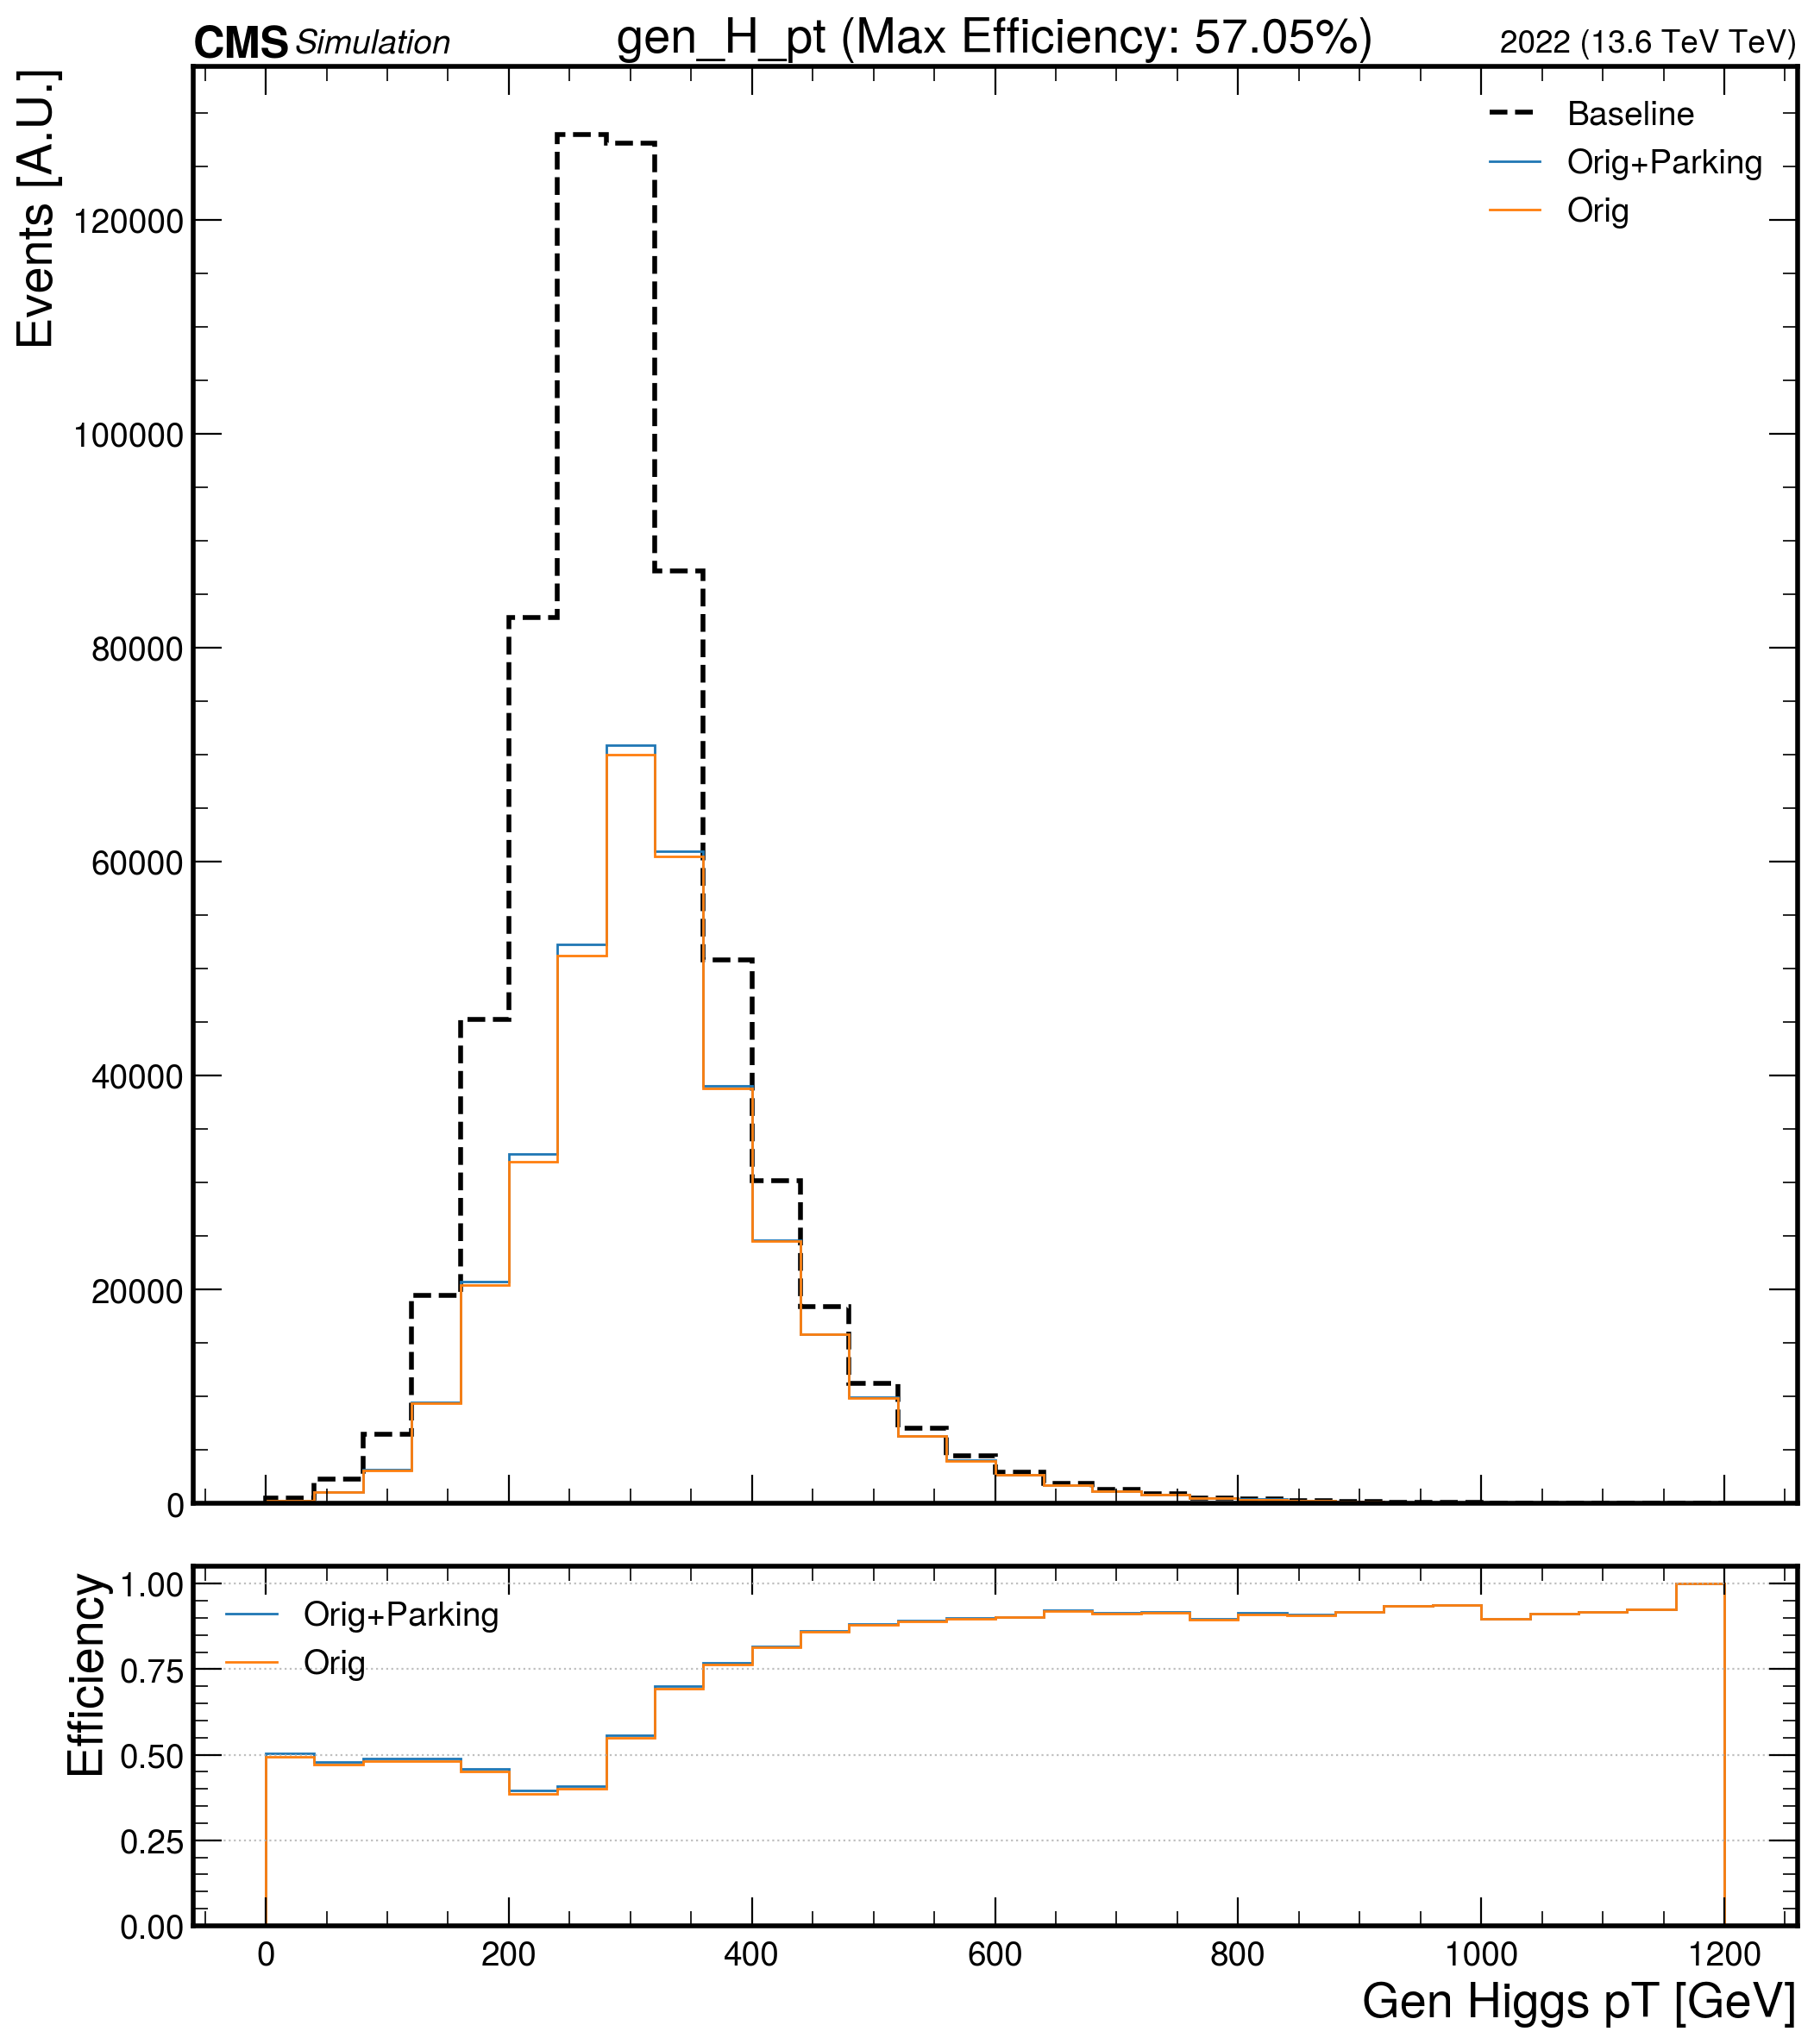 CMS Simulation
gen_H_pt (Max Efficiency: 57.05%)
2022 (13.6 TeV TeV)
Events [A.U.]
120000
100000
80000
60000
40000
20000
0
Baseline
Orig+Parking
Orig
Efficiency
1.00
0.75
0.50
0.25
0.00
Orig+Parking
Orig
0 200 400 600 800 1000 1200
Gen Higgs pT [GeV]